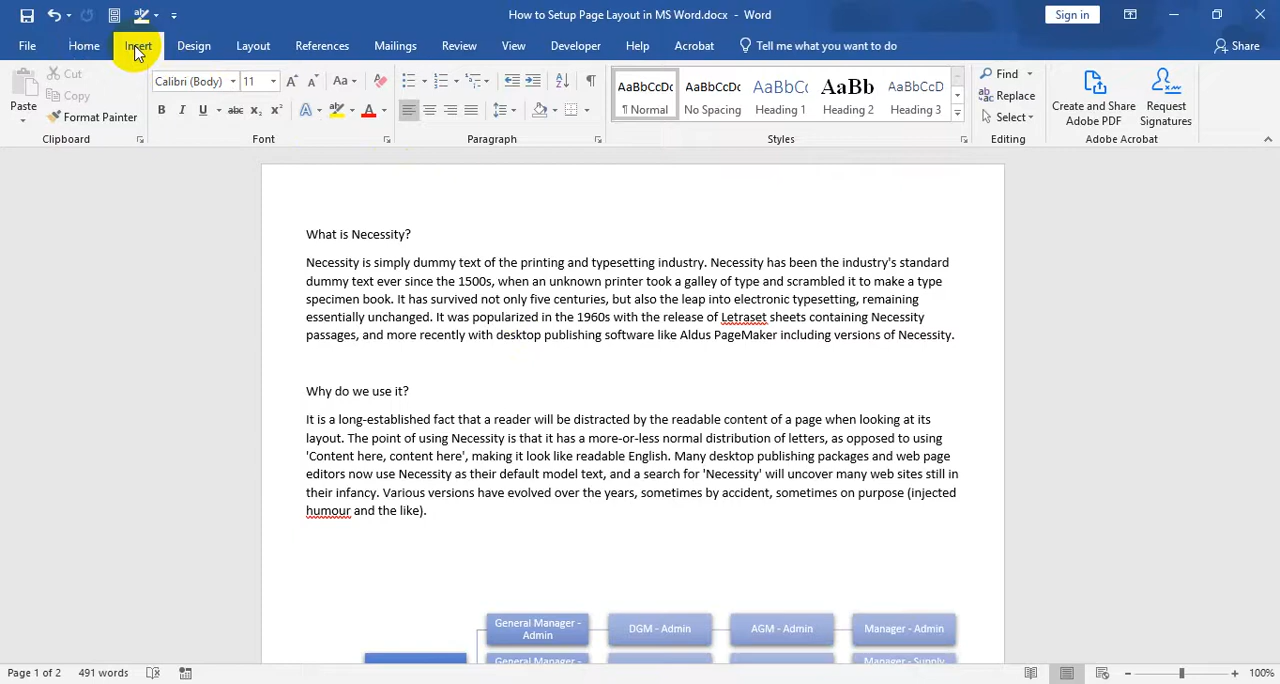 How to Setup Page Layout in MS Word.docx - Word
Sign in
File Home Insert Design Layout References Mailings Review View Developer Help Acrobat Tell me what you want to do Share
Paste
Cut
Copy
Format Painter
Clipboard
Calibri (Body) 11
Font
Paragraph
AaBbCcDc AaBbCcDc AaBbCc AaBb AaBbCcD
¶ Normal No Spacing Heading 1 Heading 2 Heading 3
Styles
Find
Replace
Select
Editing
Create and Share
Adobe PDF
Request
Signatures
Adobe Acrobat
What is Necessity?
Necessity is simply dummy text of the printing and typesetting industry. Necessity has been the industry's standard
dummy text ever since the 1500s, when an unknown printer took a galley of type and scrambled it to make a type
specimen book. It has survived not only five centuries, but also the leap into electronic typesetting, remaining
essentially unchanged. It was popularized in the 1960s with the release of Letraset sheets containing Necessity
passages, and more recently with desktop publishing software like Aldus PageMaker including versions of Necessity.
Why do we use it?
It is a long-established fact that a reader will be distracted by the readable content of a page when looking at its
layout. The point of using Necessity is that it has a more-or-less normal distribution of letters, as opposed to using
'Content here, content here', making it look like readable English. Many desktop publishing packages and web page
editors now use Necessity as their default model text, and a search for 'Necessity' will uncover many web sites still in
their infancy. Various versions have evolved over the years, sometimes by accident, sometimes on purpose (injected
humour and the like).
General Manager -
Admin
DGM - Admin
AGM - Admin
Manager - Admin
General Manager -
Manager - Supply
Page 1 of 2 491 words
100%